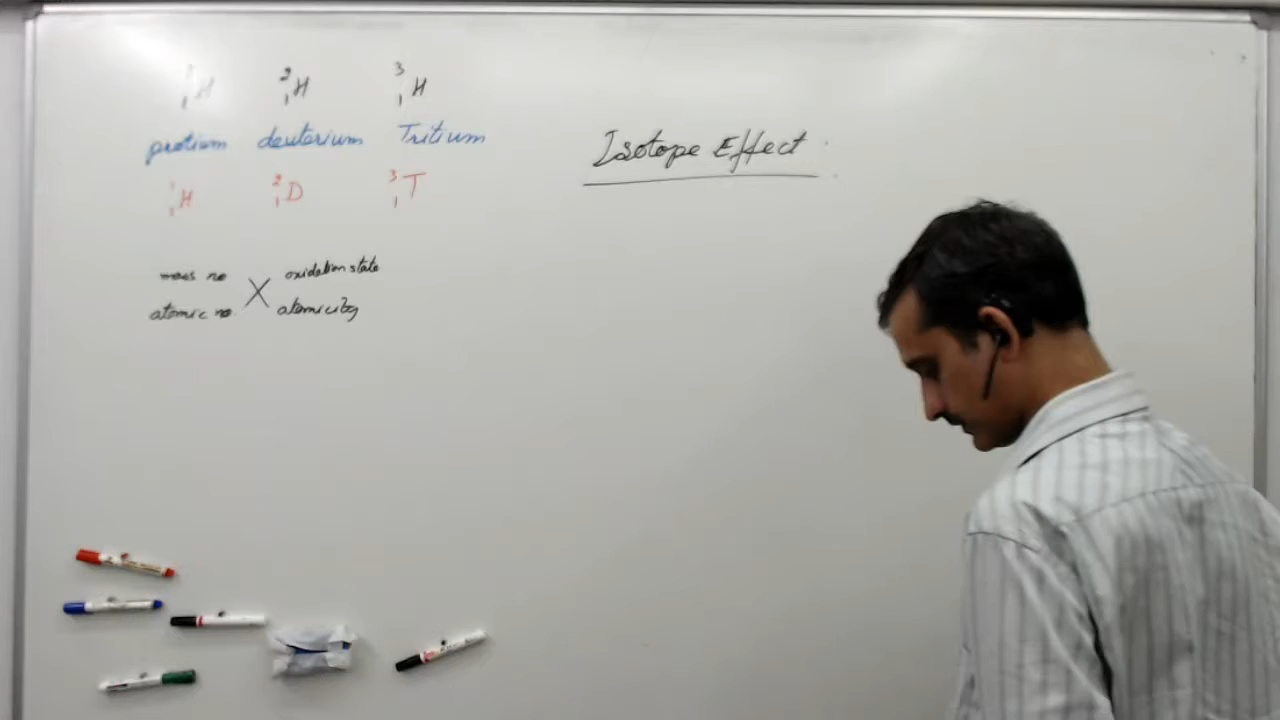 ¹₁H ²₁H ³₁H
protium deuterium Tritium
¹₁H ²₁D ³₁T
Isotope Effect
mass no oxidation state
X
atomic no. atomicity